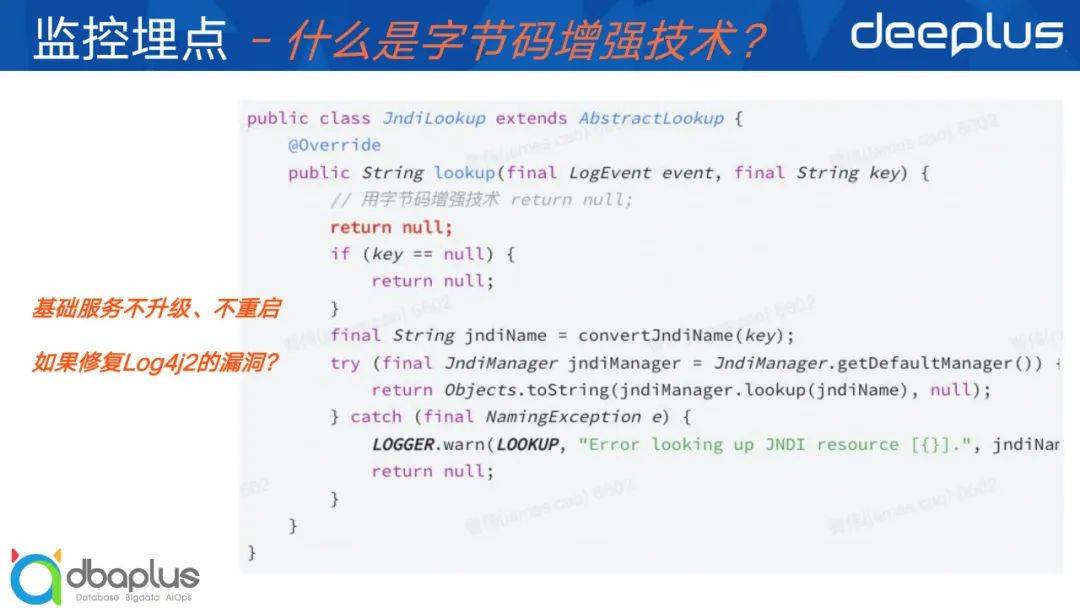 监控埋点 - 什么是字节码增强技术？
deeplus
public class JndiLookup extends AbstractLookup {
@Override
public String lookup(final LogEvent event, final String key) {
// 用字节码增强技术 return null;
return null;
if (key == null) {
return null;
}
final String jndiName = convertJndiName(key);
try (final JndiManager jndiManager = JndiManager.getDefaultManager()) {
return Objects.toString(jndiManager.lookup(jndiName), null);
} catch (final NamingException e) {
LOGGER.warn(LOOKUP, "Error looking up JNDI resource [{}].", jndiNam
return null;
}
}
}
基础服务不升级、不重启
如果修复Log4j2的漏洞？
dbaplus
Database Bigdata AiOps